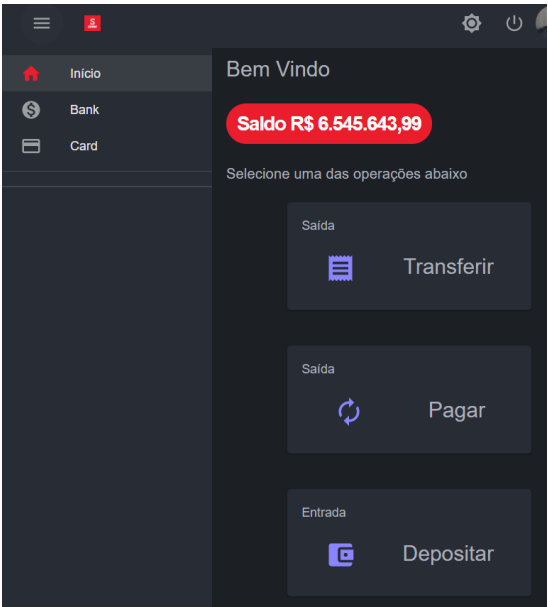 Início
Bank
Card
Bem Vindo
Saldo R$ 6.545.643,99
Selecione uma das operações abaixo
Saída
Transferir
Saída
Pagar
Entrada
Depositar